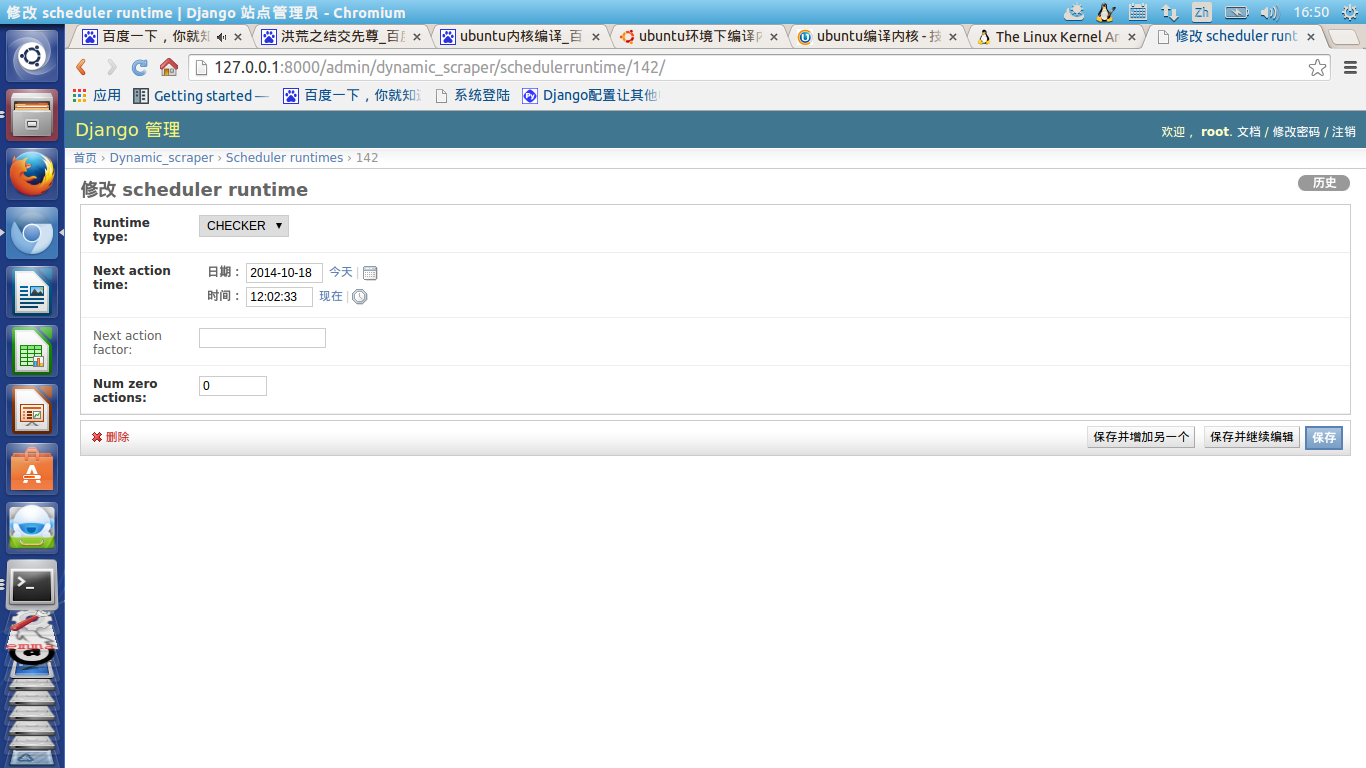 修改 scheduler runtime | Django 站点管理员 - Chromium
Zh
16:50
百度一下，你就知
洪荒之结交先尊_百度
ubuntu内核编译_百
ubuntu环境下编译内
ubuntu编译内核 - 技
The Linux Kernel Ar
修改 scheduler runt
127.0.0.1:8000/admin/dynamic_scraper/schedulerruntime/142/
应用
Getting started —
百度一下，你就知道
系统登陆
Django配置让其他
Django 管理
欢迎， root. 文档 / 修改密码 / 注销
首页 › Dynamic_scraper › Scheduler runtimes › 142
修改 scheduler runtime
历史
Runtime type:
CHECKER
Next action time:
日期： 2014-10-18 今天 |
时间： 12:02:33 现在 |
Next action factor:
Num zero actions:
0
删除
保存并增加另一个
保存并继续编辑
保存